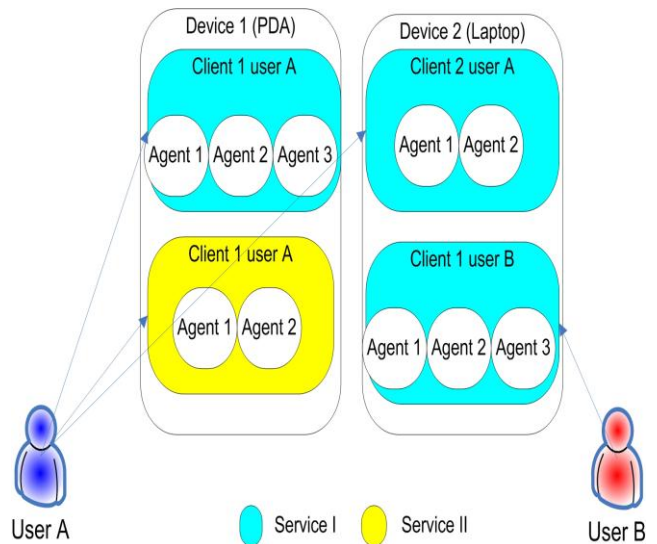 Device 1 (PDA)
Client 1 user A
Agent 1 Agent 2 Agent 3
Client 1 user A
Agent 1 Agent 2
Device 2 (Laptop)
Client 2 user A
Agent 1 Agent 2
Client 1 user B
Agent 1 Agent 2 Agent 3
User A
Service I
Service II
User B